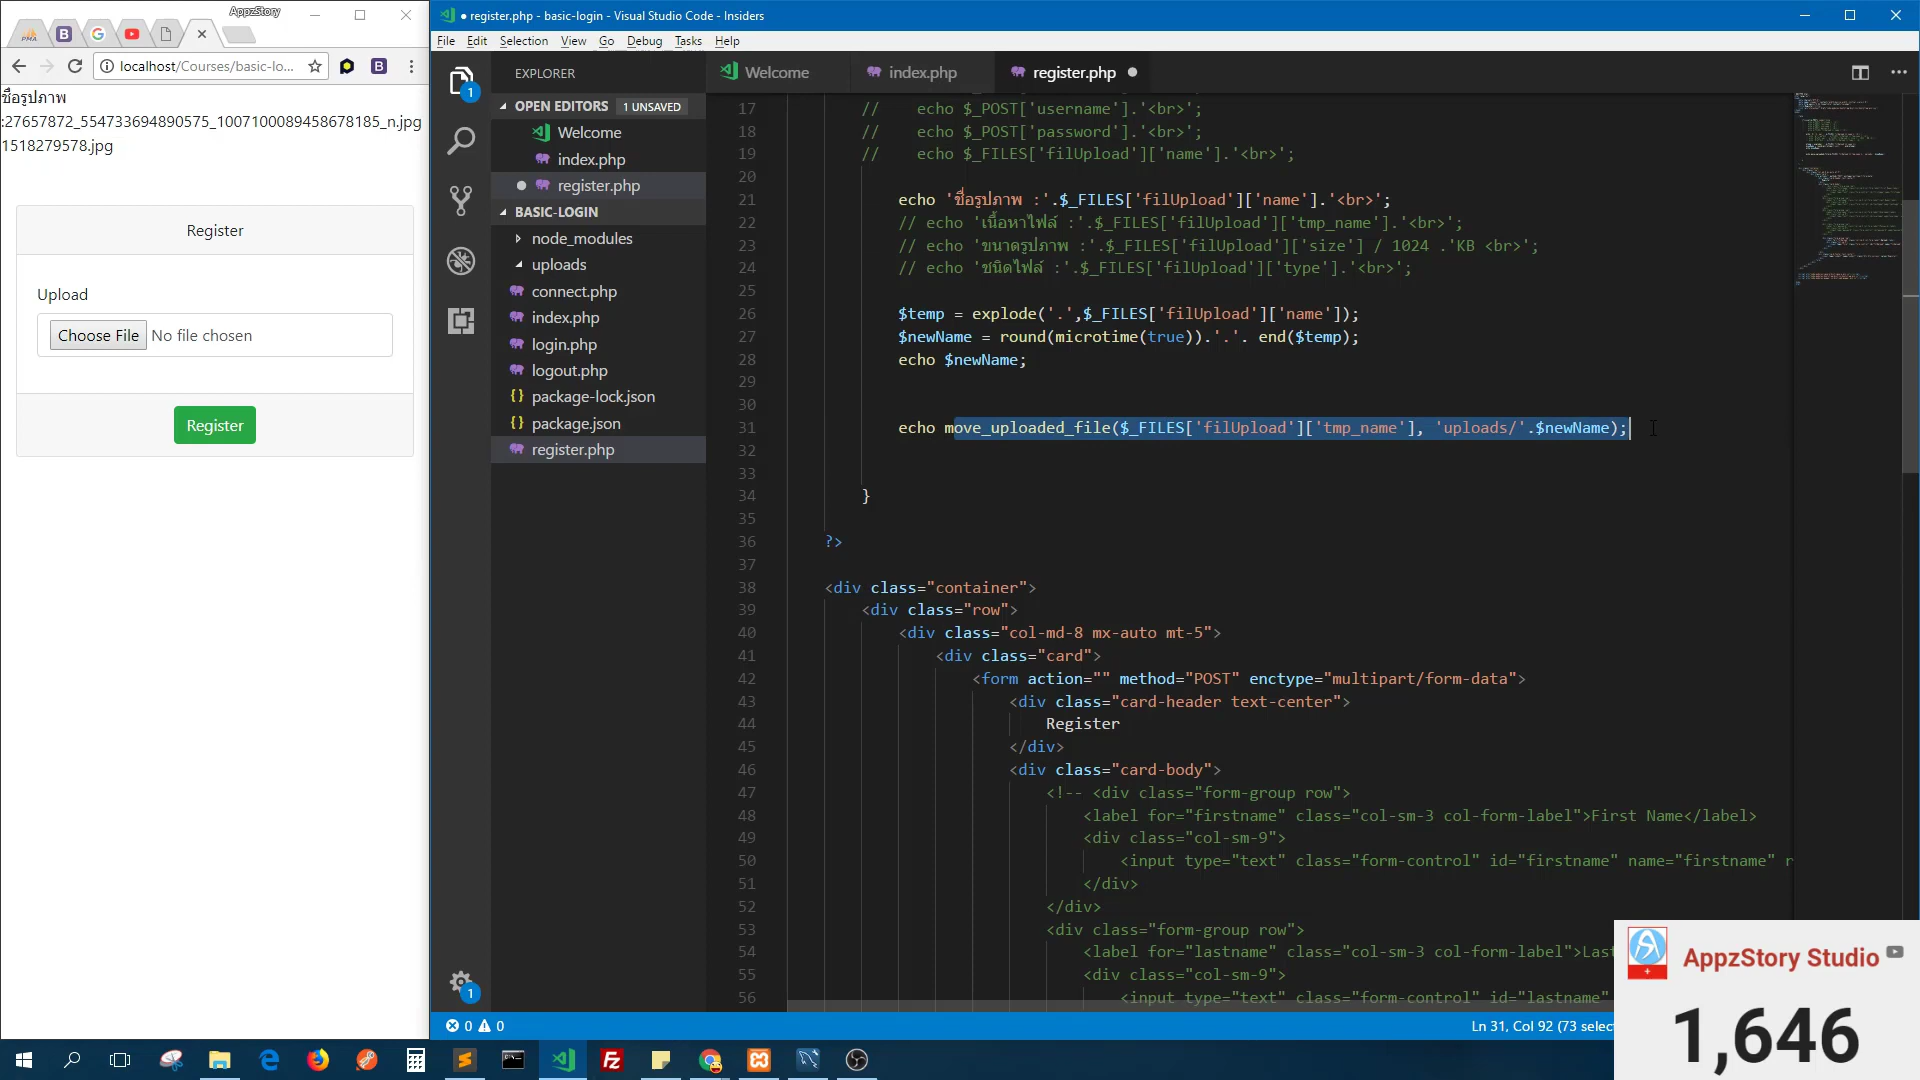 AppzStory
localhost/Courses/basic-lo...
ชื่อรูปภาพ
:27657872_554733694890575_1007100089458678185_n.jpg
1518279578.jpg
Register
Upload
Choose File No file chosen
Register
● register.php - basic-login - Visual Studio Code - Insiders
File Edit Selection View Go Debug Tasks Help
EXPLORER
OPEN EDITORS 1 UNSAVED
Welcome
index.php
register.php
BASIC-LOGIN
node_modules
uploads
connect.php
index.php
login.php
logout.php
package-lock.json
package.json
register.php
1
1
Welcome index.php register.php
17 // echo $_POST['username'].'<br>';
18 // echo $_POST['password'].'<br>';
19 // echo $_FILES['filUpload']['name'].'<br>';
20
21 echo 'ชื่อรูปภาพ :'.$_FILES['filUpload']['name'].'<br>';
22 // echo 'เนื้อหาไฟล์ :'.$_FILES['filUpload']['tmp_name'].'<br>';
23 // echo 'ขนาดรูปภาพ :'.$_FILES['filUpload']['size'] / 1024 .'KB <br>';
24 // echo 'ชนิดไฟล์ :'.$_FILES['filUpload']['type'].'<br>';
25
26 $temp = explode('.',$_FILES['filUpload']['name']);
27 $newName = round(microtime(true)).'.'. end($temp);
28 echo $newName;
29
30
31 echo move_uploaded_file($_FILES['filUpload']['tmp_name'], 'uploads/'.$newName);
32
33
34 }
35
36 ?>
37
38 <div class="container">
39 <div class="row">
40 <div class="col-md-8 mx-auto mt-5">
41 <div class="card">
42 <form action="" method="POST" enctype="multipart/form-data">
43 <div class="card-header text-center">
44 Register
45 </div>
46 <div class="card-body">
47 <!-- <div class="form-group row">
48 <label for="firstname" class="col-sm-3 col-form-label">First Name</label>
49 <div class="col-sm-9">
50 <input type="text" class="form-control" id="firstname" name="firstname" r
51 </div>
52 </div>
53 <div class="form-group row">
54 <label for="lastname" class="col-sm-3 col-form-label">Last
55 <div class="col-sm-9">
56 <input type="text" class="form-control" id="lastname"
0 0
Ln 31, Col 92 (73 selec
AppzStory Studio
1,646